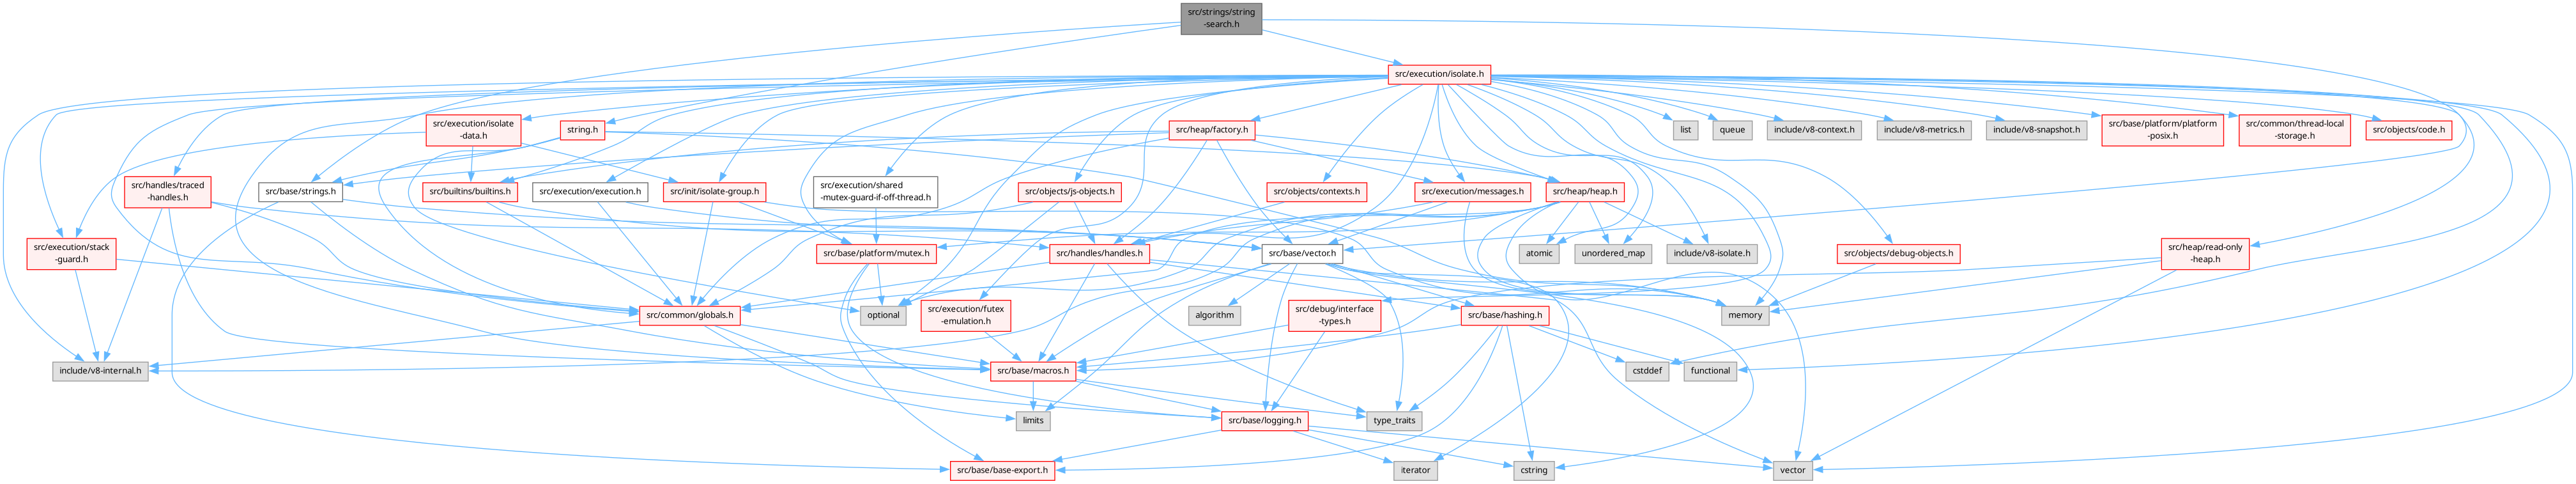 src/strings/string
-search.h
src/execution/isolate.h
src/execution/isolate
-data.h
string.h
src/heap/factory.h
list
queue
include/v8-context.h
include/v8-metrics.h
include/v8-snapshot.h
src/base/platform/platform
-posix.h
src/common/thread-local
-storage.h
src/objects/code.h
src/handles/traced
-handles.h
src/base/strings.h
src/builtins/builtins.h
src/execution/execution.h
src/init/isolate-group.h
src/execution/shared
-mutex-guard-if-off-thread.h
src/objects/js-objects.h
src/objects/contexts.h
src/execution/messages.h
src/heap/heap.h
src/execution/stack
-guard.h
src/base/platform/mutex.h
src/handles/handles.h
src/base/vector.h
atomic
unordered_map
include/v8-isolate.h
src/objects/debug-objects.h
src/heap/read-only
-heap.h
src/common/globals.h
optional
src/execution/futex
-emulation.h
algorithm
src/debug/interface
-types.h
src/base/hashing.h
memory
include/v8-internal.h
src/base/macros.h
cstddef
functional
limits
src/base/logging.h
type_traits
src/base/base-export.h
iterator
cstring
vector